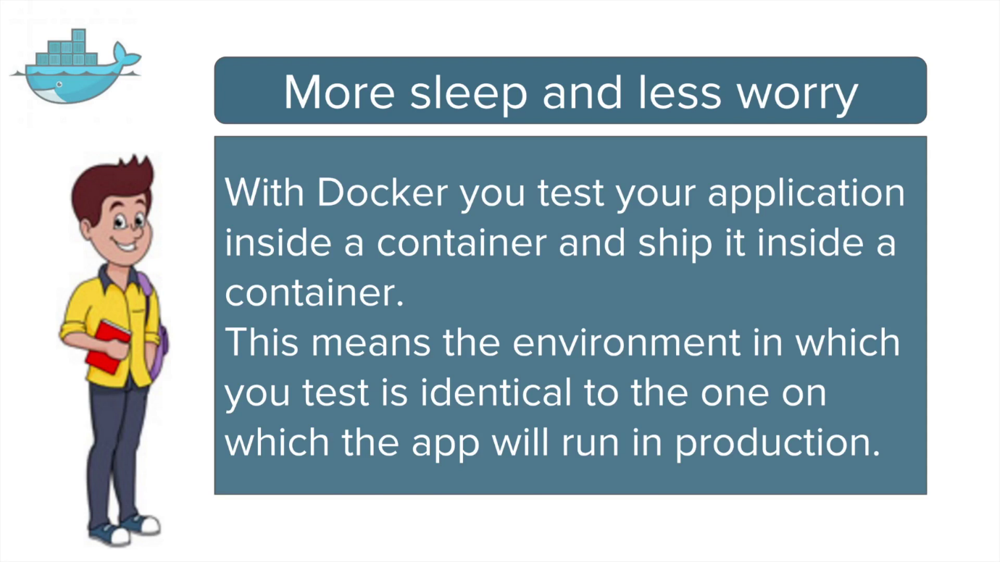 More sleep and less worry
With Docker you test your application
inside a container and ship it inside a
container.
This means the environment in which
you test is identical to the one on
which the app will run in production.